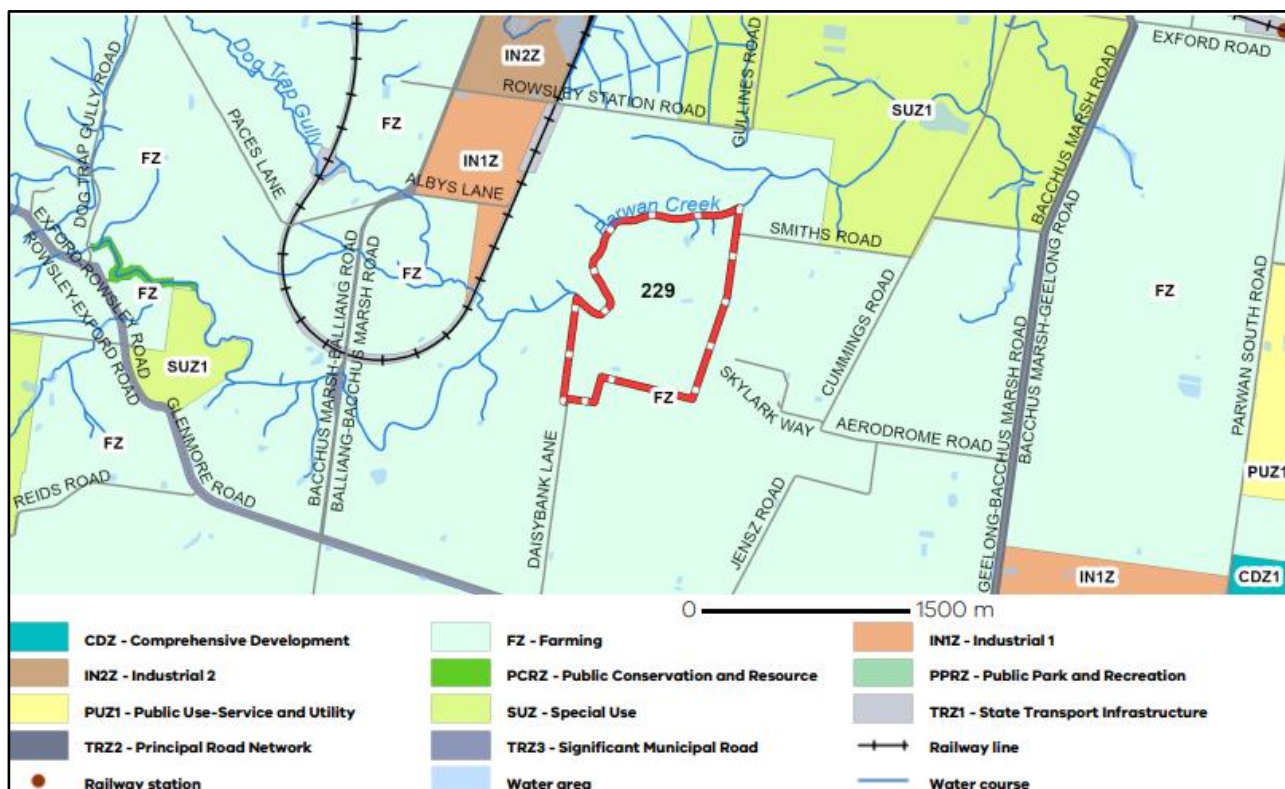 EXFORD ROAD
IN2Z
DOG TRAP GULLY ROAD
Dog Trap Gully
PACES LANE
FZ
ROWSLEY STATION ROAD
GULLINES ROAD
SUZ1
BACCHUS MARSH ROAD
FZ
IN1Z
ALBYS LANE
Parwan Creek
SMITHS ROAD
EXFORD-ROWSLEY ROAD
ROWSLEY-EXFORD ROAD
FZ
SUZ1
FZ
BACCHUS MARSH-BALLIANG ROAD
BALLIANG-BACCHUS MARSH ROAD
229
FZ
CUMMINGS ROAD
SKYLARK WAY
AERODROME ROAD
GEELONG-BACCHUS MARSH ROAD
BACCHUS MARSH-GEELONG ROAD
FZ
PARWAN SOUTH ROAD
PUZ1
FZ
GLENMORE ROAD
REIDS ROAD
DAISYBANK LANE
JENSZ ROAD
IN1Z
CDZ1
0 1500 m
CDZ - Comprehensive Development
FZ - Farming
IN1Z - Industrial 1
IN2Z - Industrial 2
PCRZ - Public Conservation and Resource
PPRZ - Public Park and Recreation
PUZ1 - Public Use-Service and Utility
SUZ - Special Use
TRZ1 - State Transport Infrastructure
TRZ2 - Principal Road Network
TRZ3 - Significant Municipal Road
Railway line
Railway station
Water area
Water course